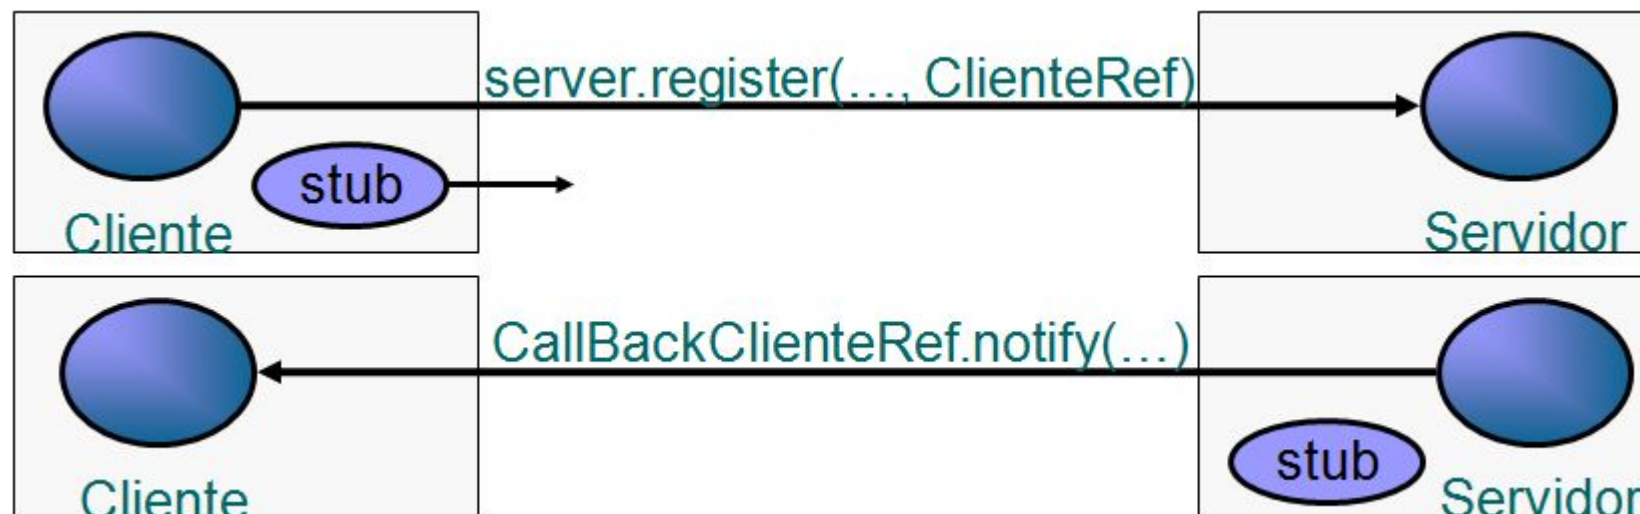 server.register(…, ClienteRef)
stub
Cliente
Servidor
CallBackClienteRef.notify(…)
stub
Cliente
Servidor